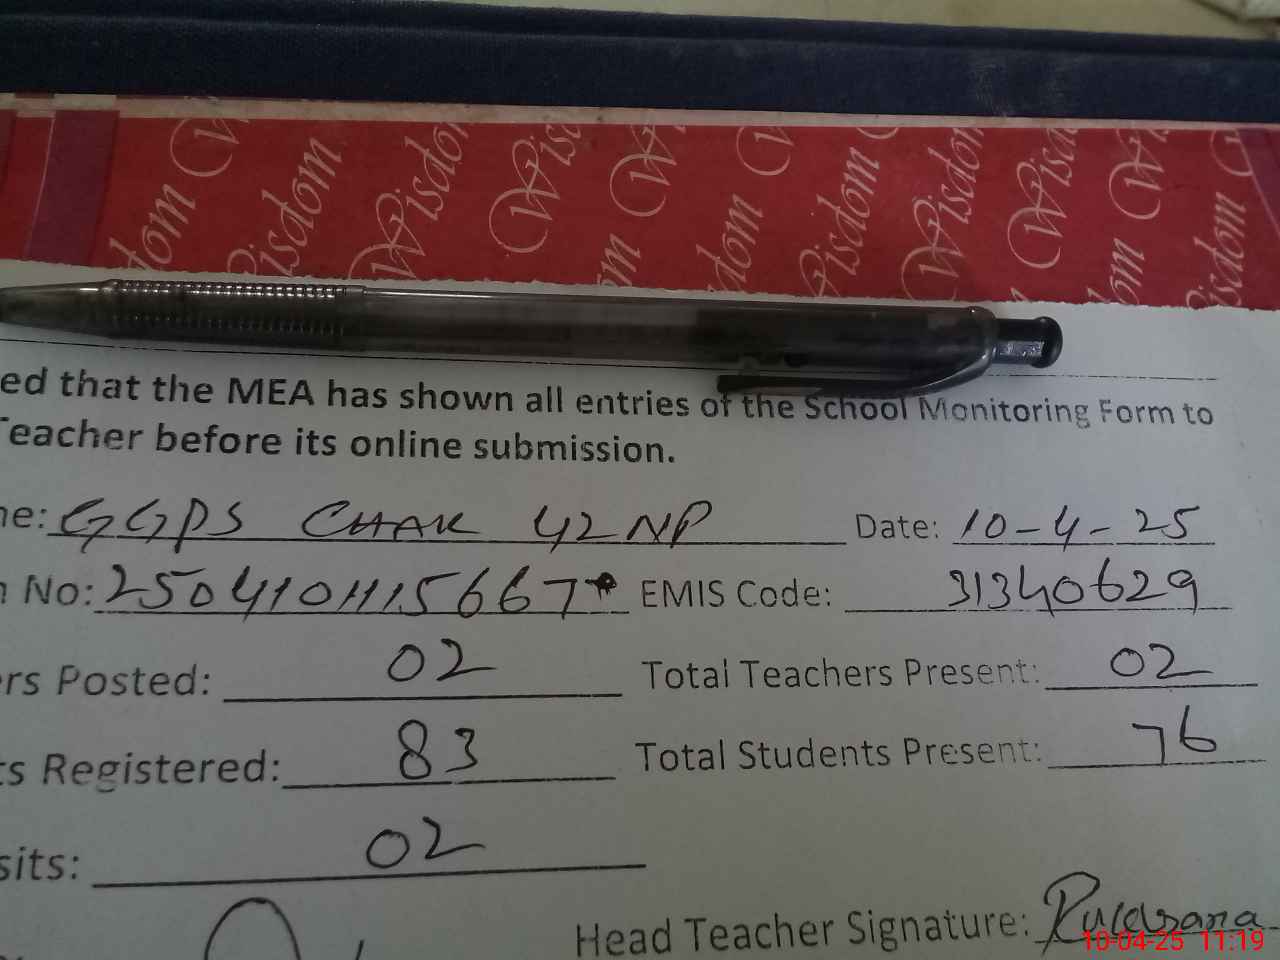 Wisdom Wisdom Wisdom Wisdom Wisdom
ed that the MEA has shown all entries of the School Monitoring Form to
Teacher before its online submission.
ne: GGPS CHAK 42NP Date: 10-4-25
n No: 2504101115667 EMIS Code: 31340629
ers Posted: 02 Total Teachers Present: 02
ts Registered: 83 Total Students Present: 76
sits: 02
Head Teacher Signature:
10-04-25 11:19